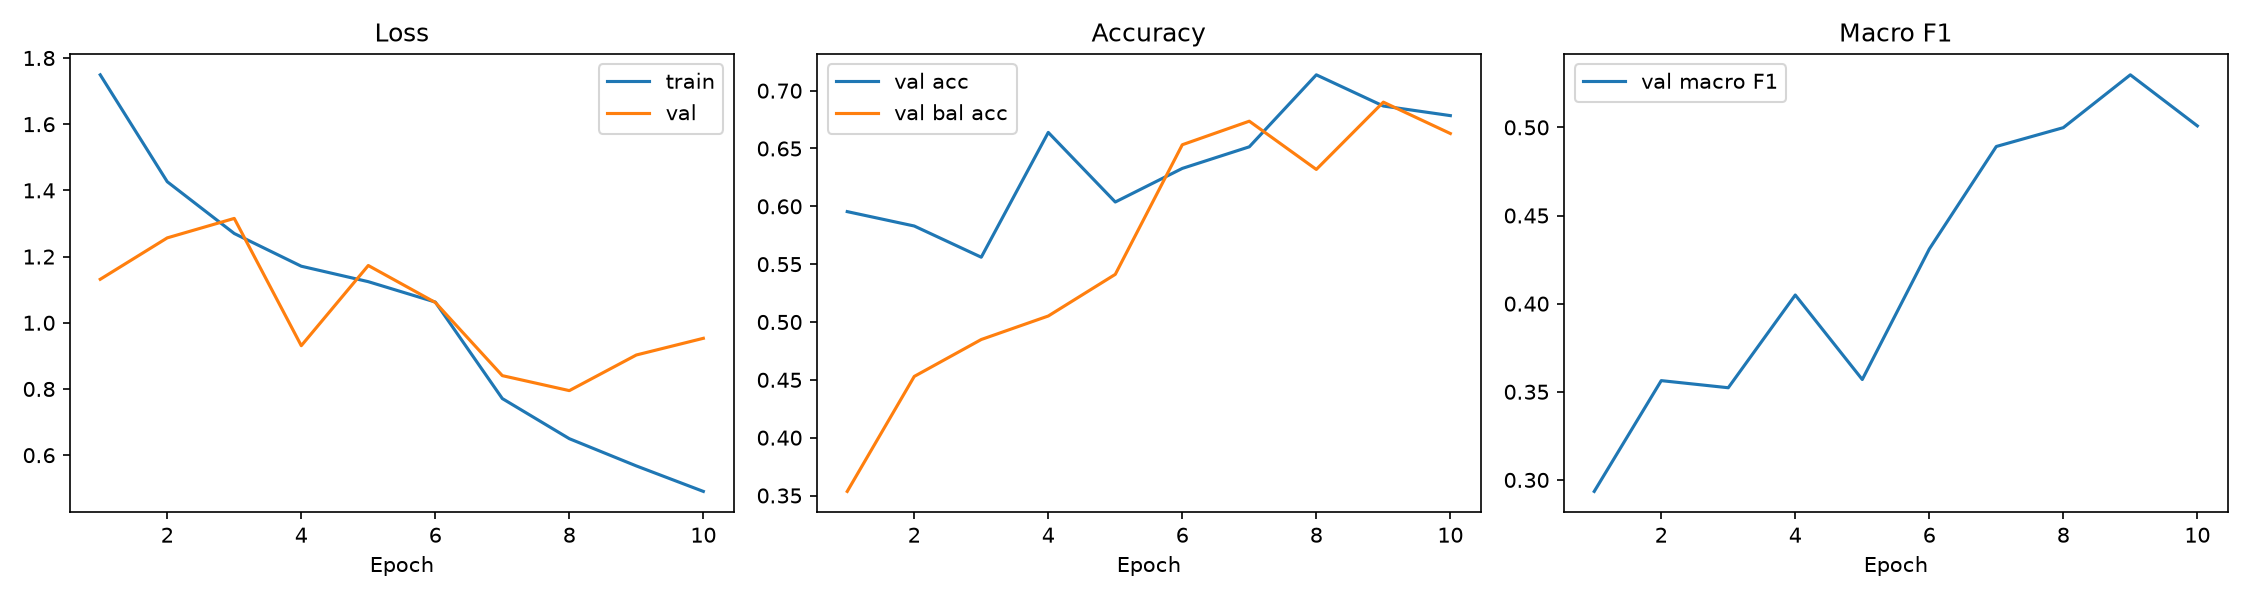 Loss
1.8
1.6
1.4
1.2
1.0
0.8
0.6
train
val
2 4 6 8 10
Epoch
Accuracy
0.70
0.65
0.60
0.55
0.50
0.45
0.40
0.35
val acc
val bal acc
2 4 6 8 10
Epoch
Macro F1
0.50
0.45
0.40
0.35
0.30
val macro F1
2 4 6 8 10
Epoch